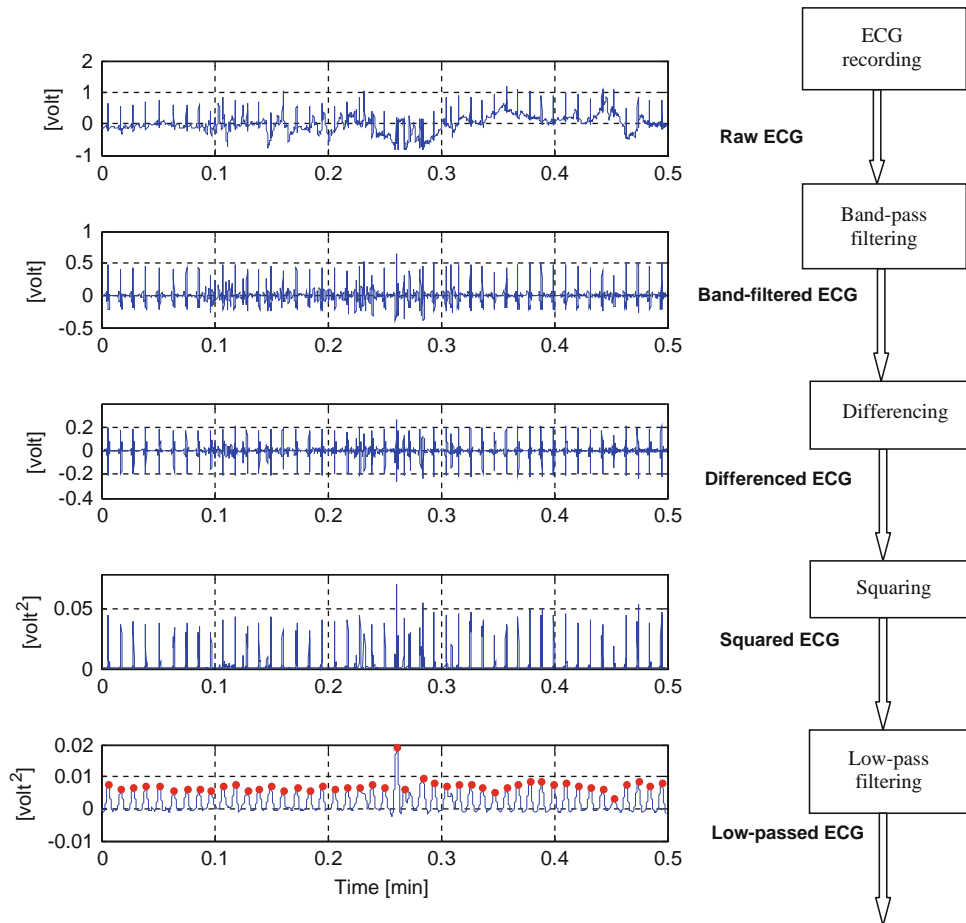 ECG
recording
2
1
0
-1
[volt]
0 0.1 0.2 0.3 0.4 0.5
Raw ECG
Band-pass
filtering
1
0.5
0
-0.5
[volt]
0 0.1 0.2 0.3 0.4 0.5
Band-filtered ECG
Differencing
0.2
0
-0.2
-0.4
[volt]
0 0.1 0.2 0.3 0.4 0.5
Differenced ECG
Squaring
0.05
0
[volt²]
0 0.1 0.2 0.3 0.4 0.5
Squared ECG
Low-pass
filtering
0.02
0.01
0
-0.01
[volt²]
0 0.1 0.2 0.3 0.4 0.5
Time [min]
Low-passed ECG